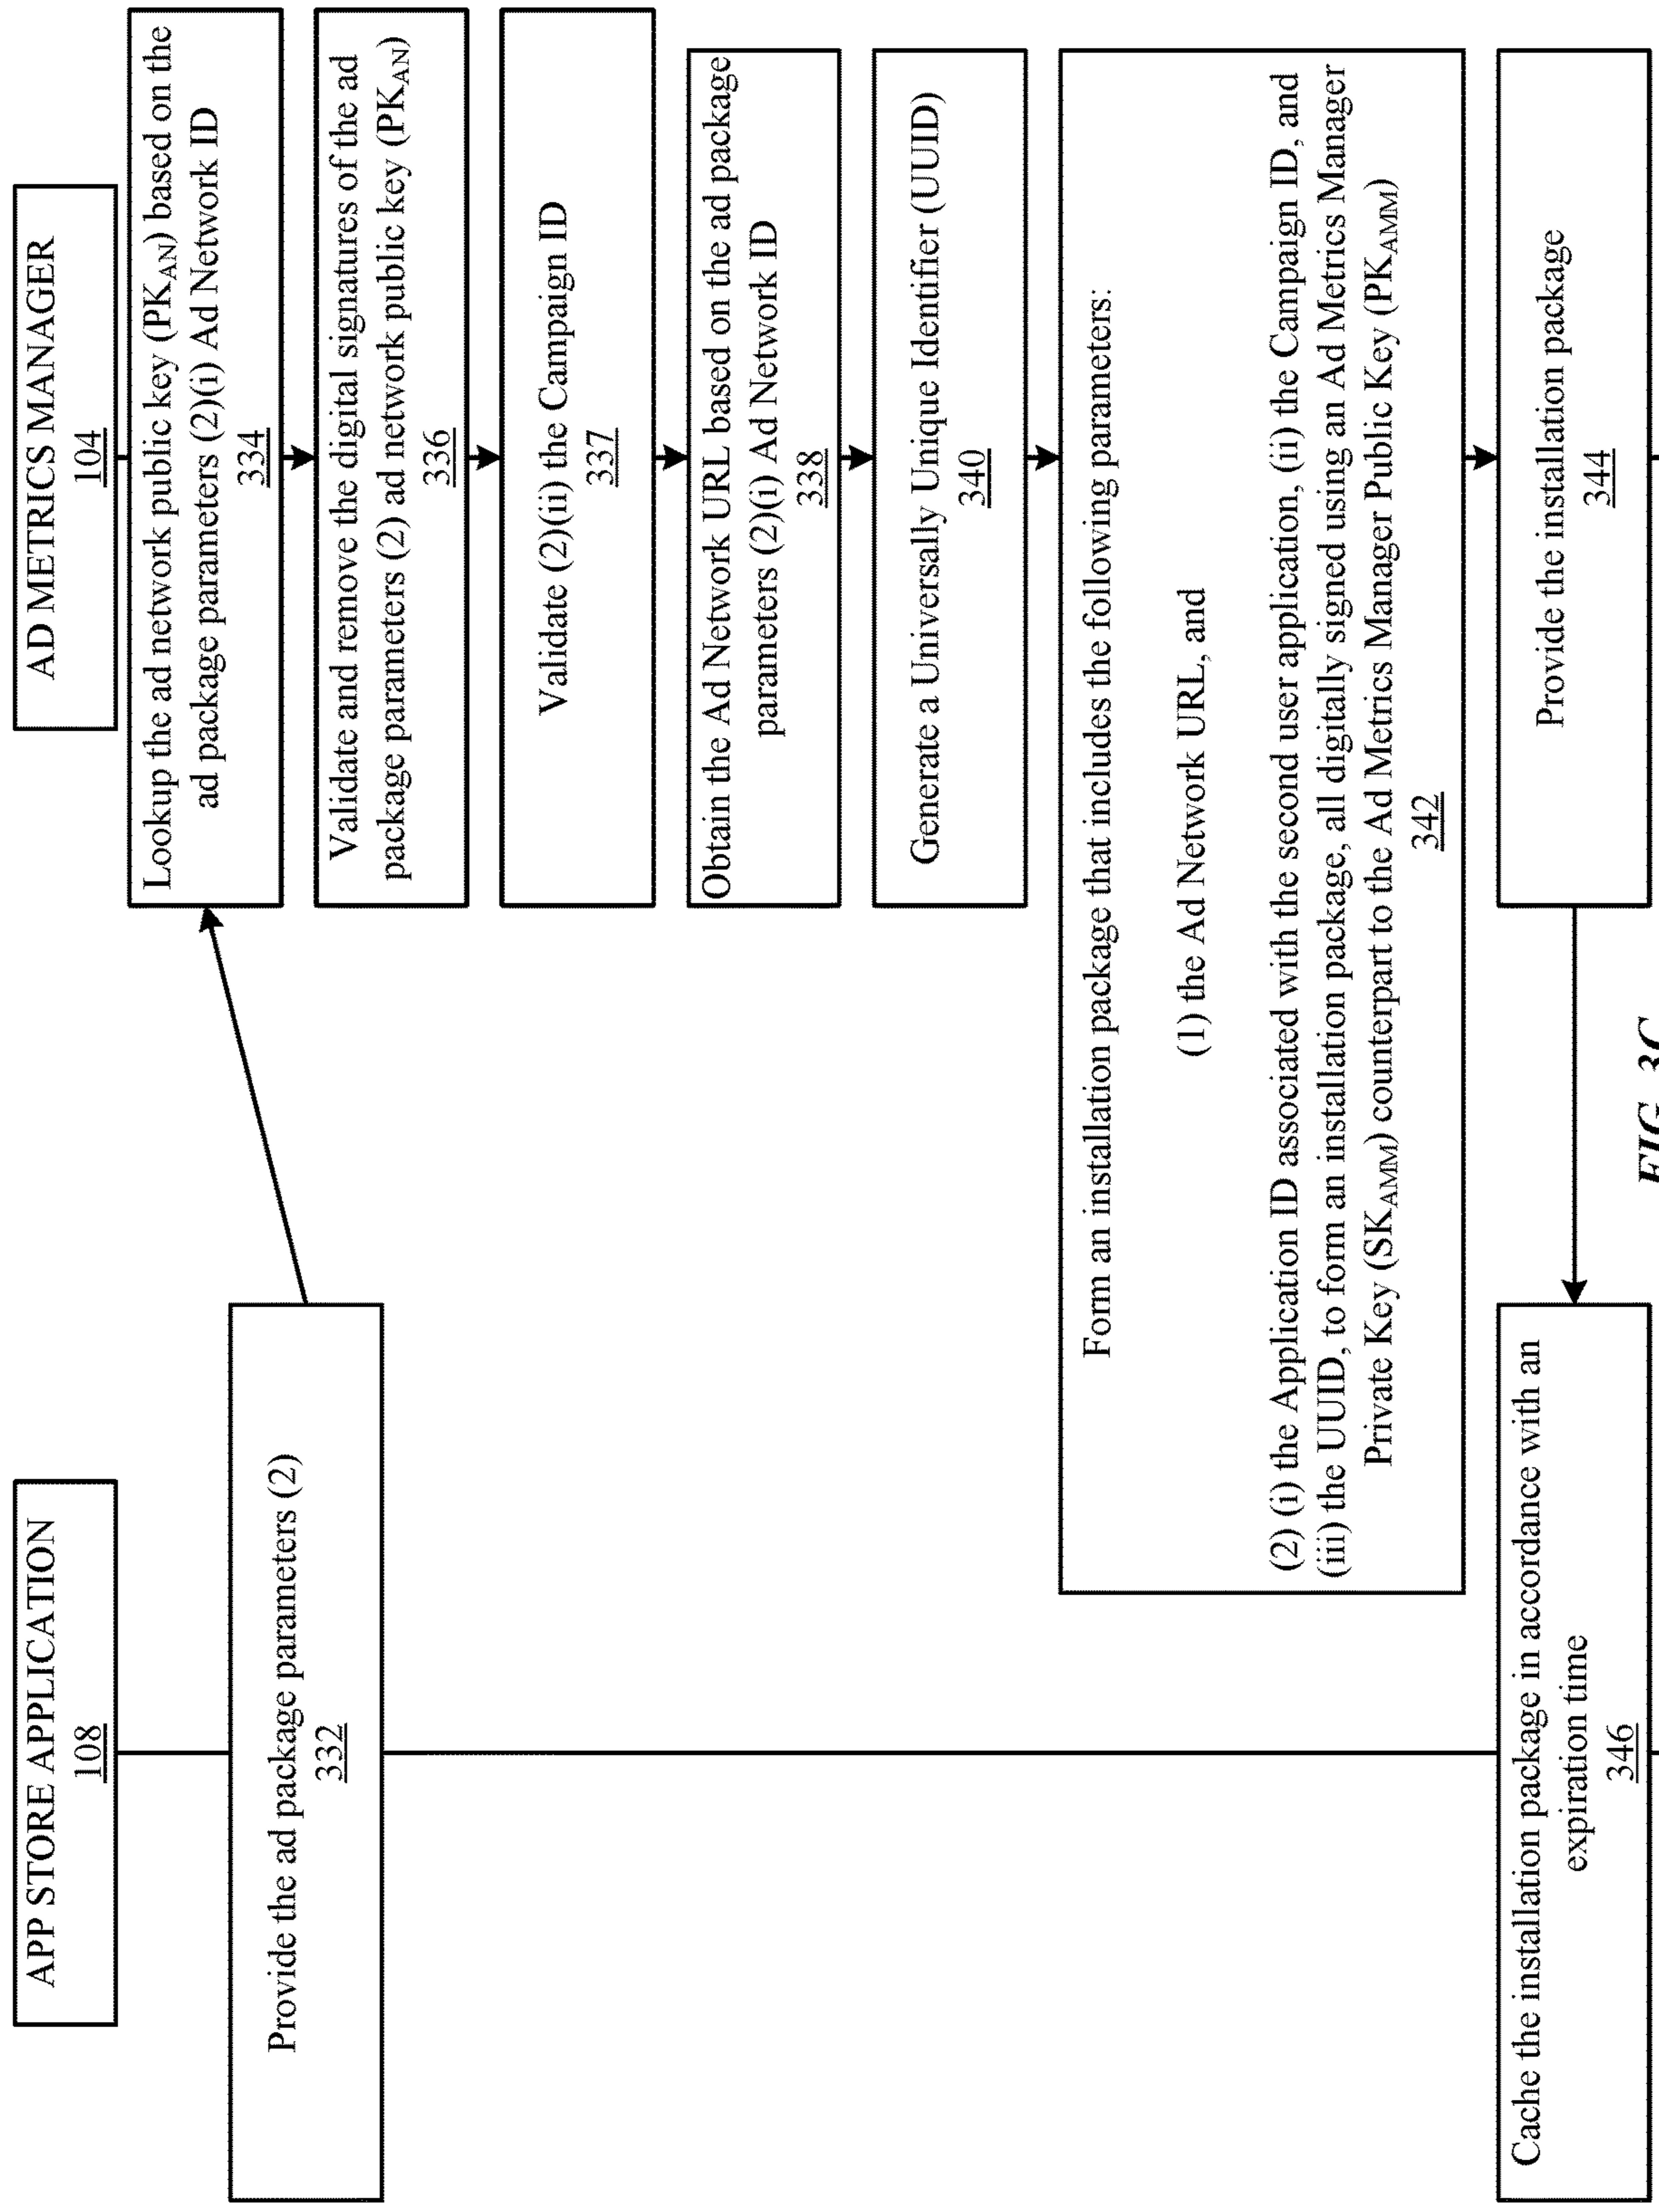 APP STORE APPLICATION
108
AD METRICS MANAGER
104
Provide the ad package parameters (2)
332
Lookup the ad network public key (PKAN) based on the
ad package parameters (2)(i) Ad Network ID
334
Validate and remove the digital signatures of the ad
package parameters (2) ad network public key (PKAN)
336
Validate (2)(ii) the Campaign ID
337
Obtain the Ad Network URL based on the ad package
parameters (2)(i) Ad Network ID
338
Generate a Universally Unique Identifier (UUID)
340
Form an installation package that includes the following parameters:
(1) the Ad Network URL, and
(2) (i) the Application ID associated with the second user application, (ii) the Campaign ID, and
(iii) the UUID, to form an installation package, all digitally signed using an Ad Metrics Manager
Private Key (SKAMM) counterpart to the Ad Metrics Manager Public Key (PKAMM)
342
Provide the installation package
344
Cache the installation package in accordance with an
expiration time
346
FIG. 3C